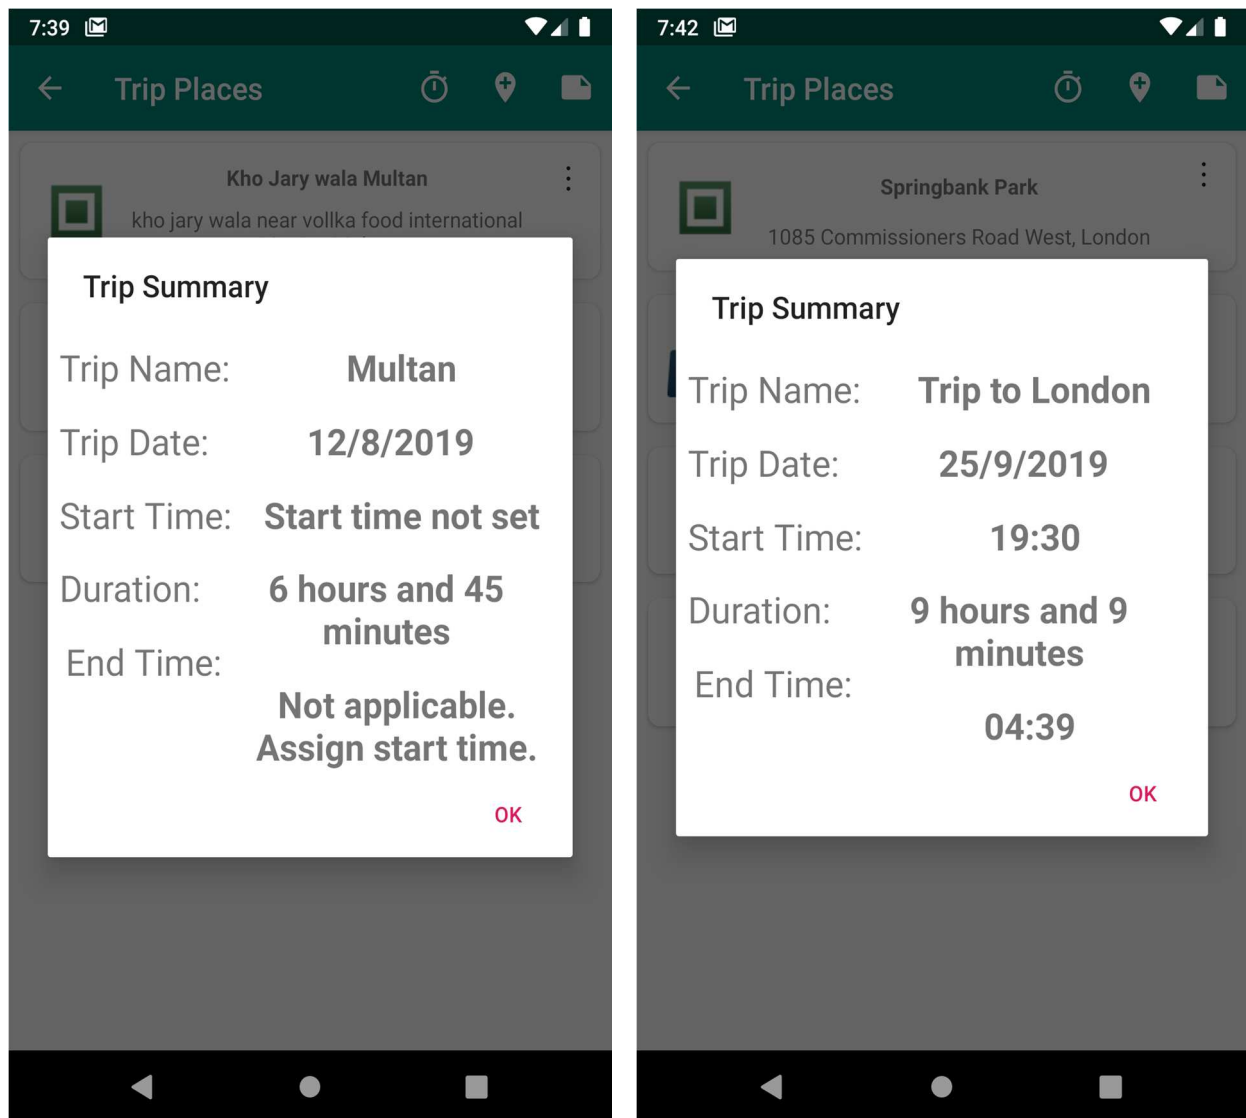 7:39
Trip Places
Kho Jary wala Multan
kho jary wala near vollka food international
Trip Summary
Trip Name: Multan
Trip Date: 12/8/2019
Start Time: Start time not set
Duration: 6 hours and 45
minutes
End Time:
Not applicable.
Assign start time.
OK
7:42
Trip Places
Springbank Park
1085 Commissioners Road West, London
Trip Summary
Trip Name: Trip to London
Trip Date: 25/9/2019
Start Time: 19:30
Duration: 9 hours and 9
minutes
End Time:
04:39
OK